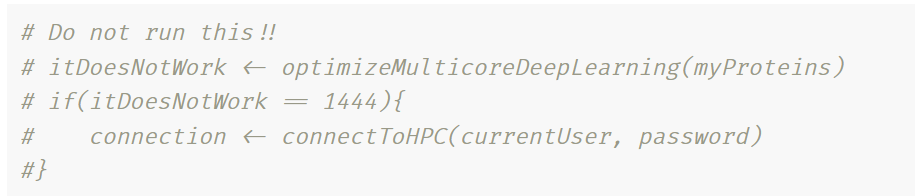 # Do not run this!!
# itDoesNotWork <- optimizeMulticoreDeepLearning(myProteins)
# if(itDoesNotWork == 1444){
#    connection <- connectToHPC(currentUser, password)
#}